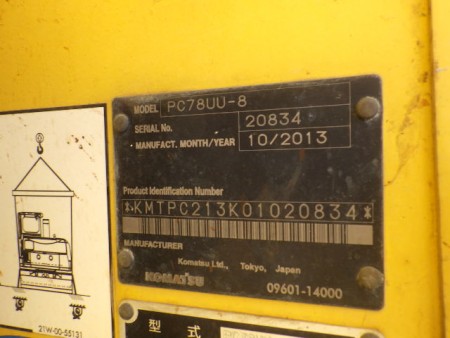 MODEL PC78UU-8
SERIAL No. 20834
• MANUFACT. MONTH/YEAR 10/2013
Product Identification Number
*KMTPC213K01020834*
MANUFACTURER
Komatsu Ltd., Tokyo, Japan
KOMATSU
09601-14000
21W-00-55131
型 式